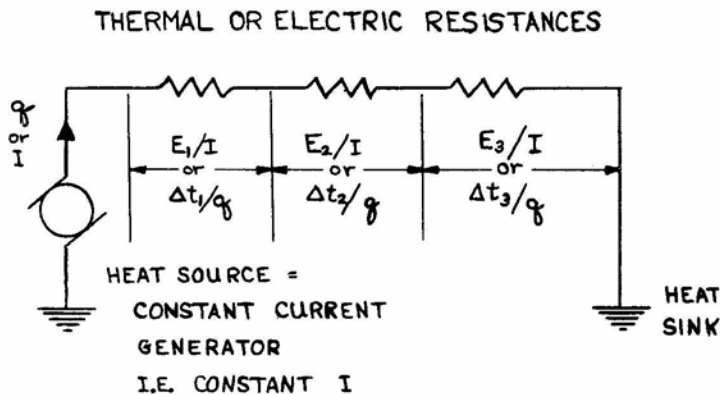 THERMAL OR ELECTRIC RESISTANCES
q
or
I
E₁/I
or
Δt₁/q
E₂/I
or
Δt₂/q
E₃/I
or
Δt₃/q
HEAT SOURCE =
CONSTANT CURRENT
GENERATOR
I.E. CONSTANT I
HEAT
SINK